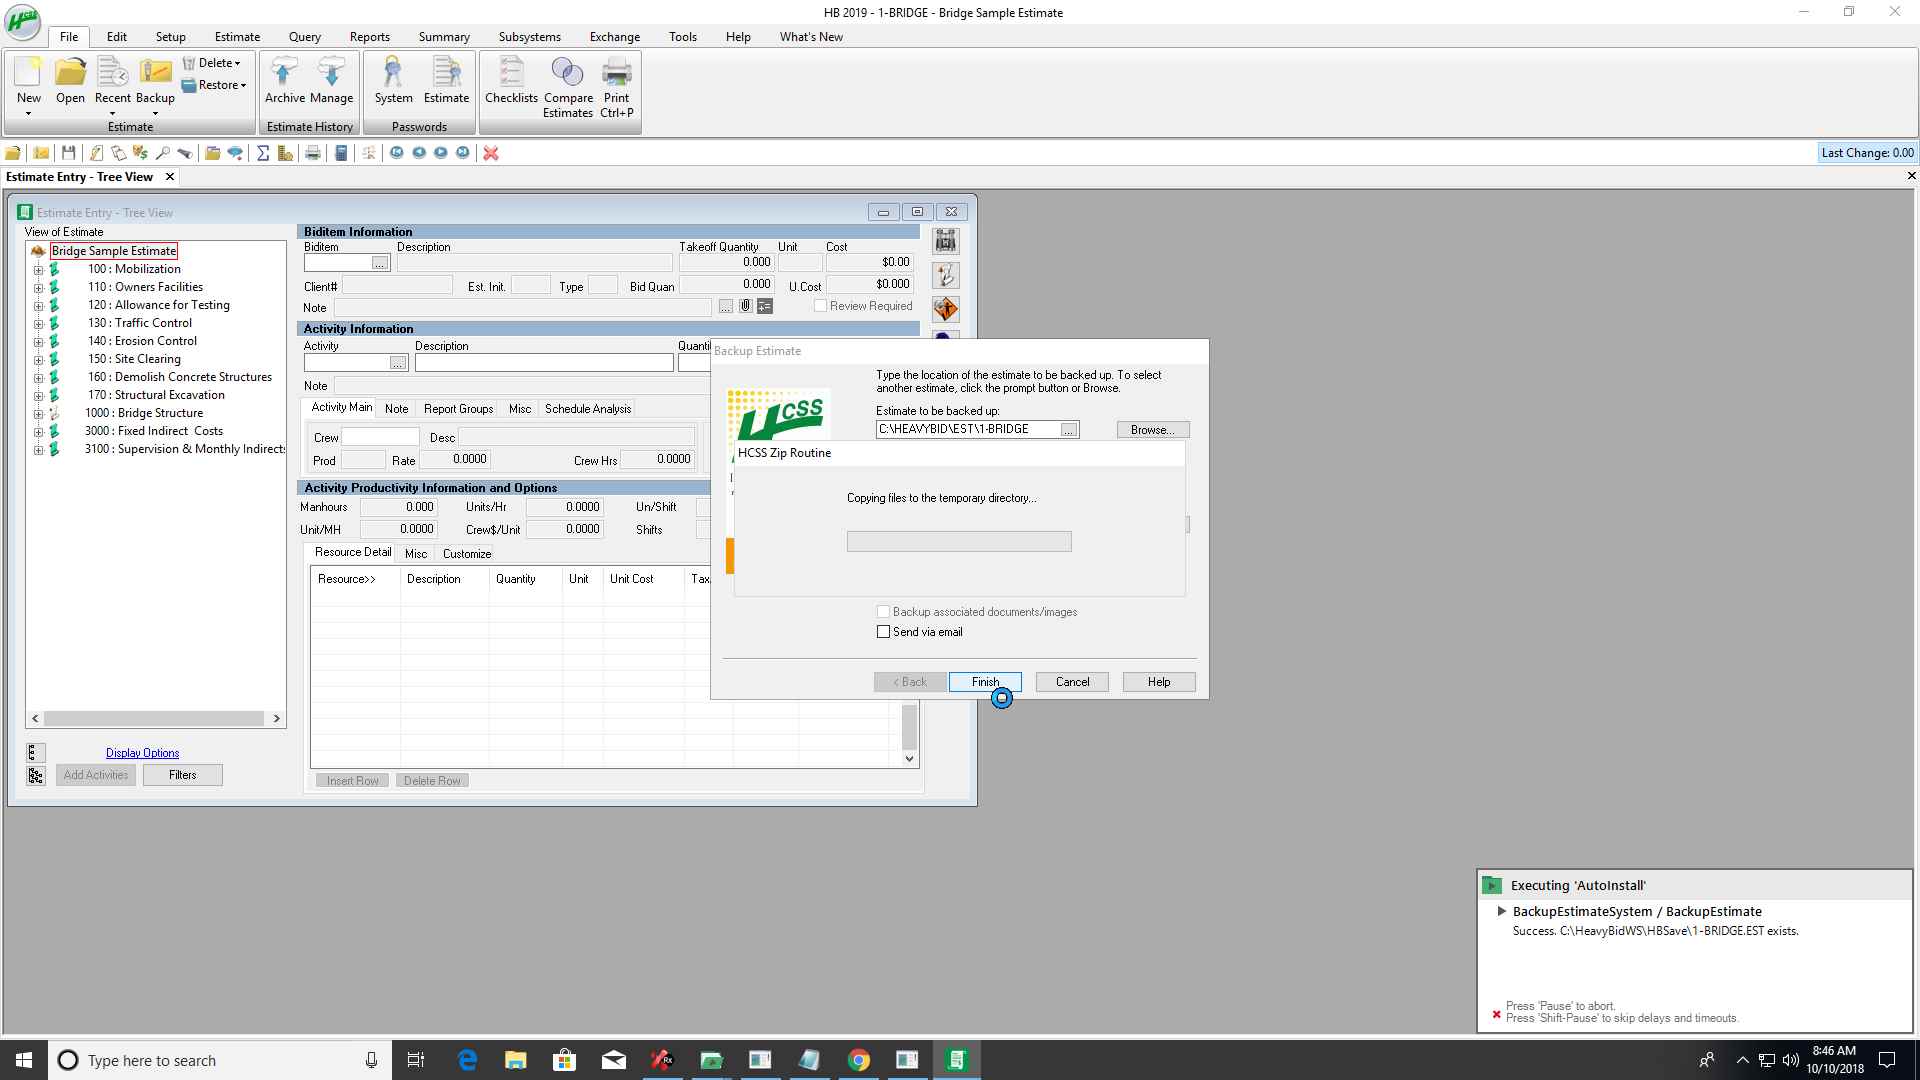 HB 2019 - 1-BRIDGE - Bridge Sample Estimate
HCSS
File Edit Setup Estimate Query Reports Summary Subsystems Exchange Tools Help What's New
New Open Recent Backup Delete Restore
Estimate
Archive Manage
Estimate History
System Estimate
Passwords
Checklists Compare Estimates Print Ctrl+P
Last Change: 0.00
Estimate Entry - Tree View
Estimate Entry - Tree View
View of Estimate
Bridge Sample Estimate
100 : Mobilization
110 : Owners Facilities
120 : Allowance for Testing
130 : Traffic Control
140 : Erosion Control
150 : Site Clearing
160 : Demolish Concrete Structures
170 : Structural Excavation
1000 : Bridge Structure
3000 : Fixed Indirect Costs
3100 : Supervision & Monthly Indirects
Display Options
Add Activities Filters
Biditem Information
Biditem Description Takeoff Quantity Unit Cost
... 0.000 $0.00
Client# Est. Init. Type Bid Quan 0.000 U.Cost $0.000
Note ... Review Required
Activity Information
Activity Description Quanti
...
Note
Activity Main Note Report Groups Misc Schedule Analysis
Crew Desc
Prod Rate 0.0000 Crew Hrs 0.0000
Activity Productivity Information and Options
Manhours 0.000 Units/Hr 0.0000 Un/Shift
Unit/MH 0.0000 Crew$/Unit 0.0000 Shifts
Resource Detail Misc Customize
Resource>> Description Quantity Unit Unit Cost Tax
Insert Row Delete Row
Backup Estimate
HCSS
Type the location of the estimate to be backed up. To select
another estimate, click the prompt button or Browse.
Estimate to be backed up:
C:\HEAVYBID\EST\1-BRIDGE ... Browse...
HCSS Zip Routine
Copying files to the temporary directory...
Backup associated documents/images
Send via email
< Back Finish Cancel Help
Executing 'AutoInstall'
BackupEstimateSystem / BackupEstimate
Success. C:\HeavyBidWS\HBSave\1-BRIDGE.EST exists.
Press 'Pause' to abort.
Press 'Shift-Pause' to skip delays and timeouts.
Type here to search
8:46 AM
10/10/2018